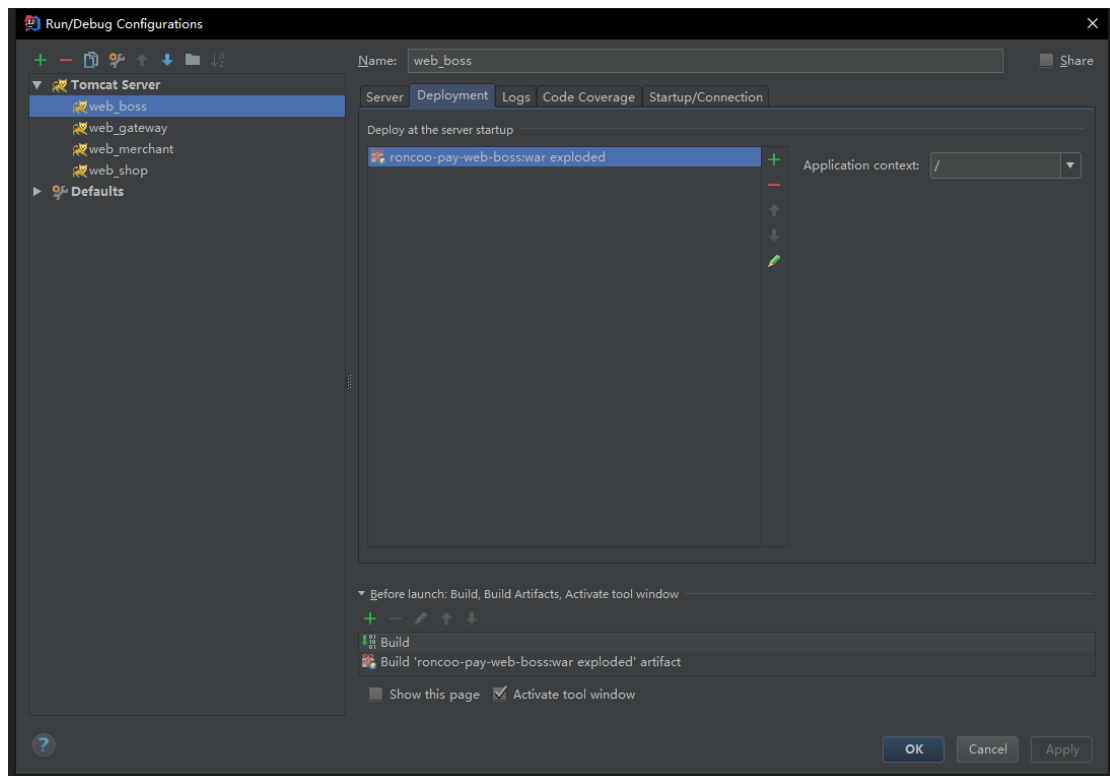 Run/Debug Configurations
Name: web_boss
Share
Tomcat Server
web_boss
web_gateway
web_merchant
web_shop
Defaults
Server Deployment Logs Code Coverage Startup/Connection
Deploy at the server startup
roncoo-pay-web-boss:war exploded
Application context: /
Before launch: Build, Build Artifacts, Activate tool window
Build
Build 'roncoo-pay-web-boss:war exploded' artifact
Show this page Activate tool window
?
OK Cancel Apply